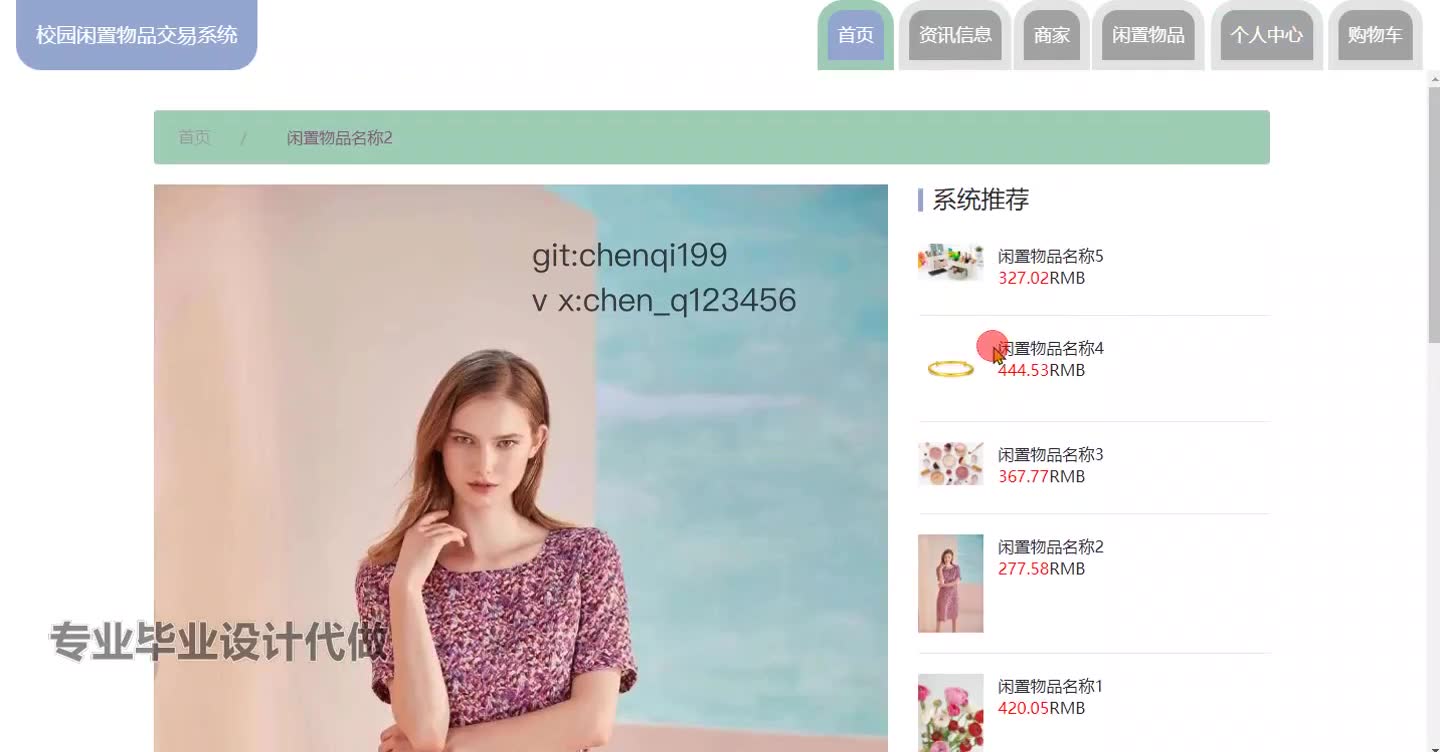 校园闲置物品交易系统
首页
资讯信息
商家
闲置物品
个人中心
购物车
首页 / 闲置物品名称2
git:chenqi199
v x:chen_q123456
专业毕业设计代做
系统推荐
闲置物品名称5
327.02RMB
闲置物品名称4
444.53RMB
闲置物品名称3
367.77RMB
闲置物品名称2
277.58RMB
闲置物品名称1
420.05RMB